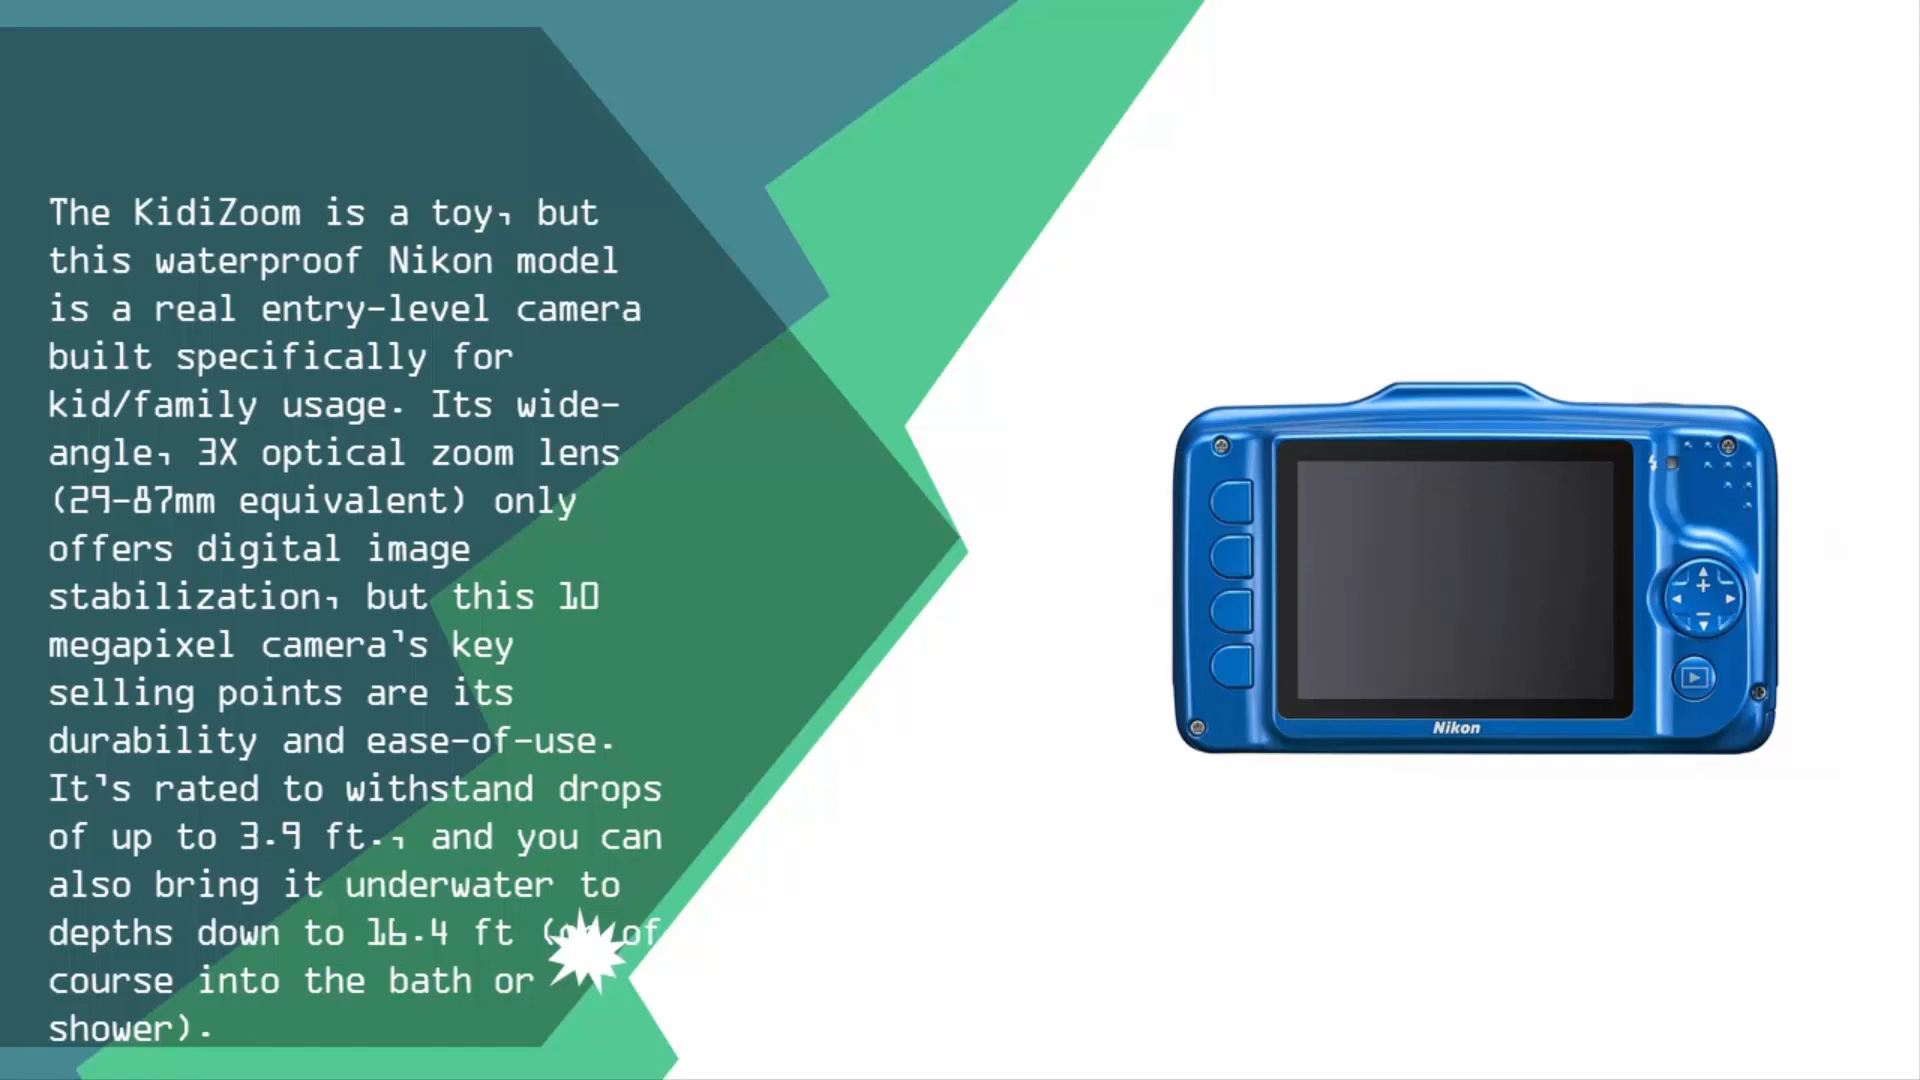 The KidiZoom is a toy, but
this waterproof Nikon model
is a real entry-level camera
built specifically for
kid/family usage. Its wide-
angle, 3X optical zoom lens
(29-87mm equivalent) only
offers digital image
stabilization, but this 10
megapixel camera's key
selling points are its
durability and ease-of-use.
It's rated to withstand drops
of up to 3.9 ft., and you can
also bring it underwater to
depths down to 16.4 ft ( of
course into the bath or
shower).
Nikon